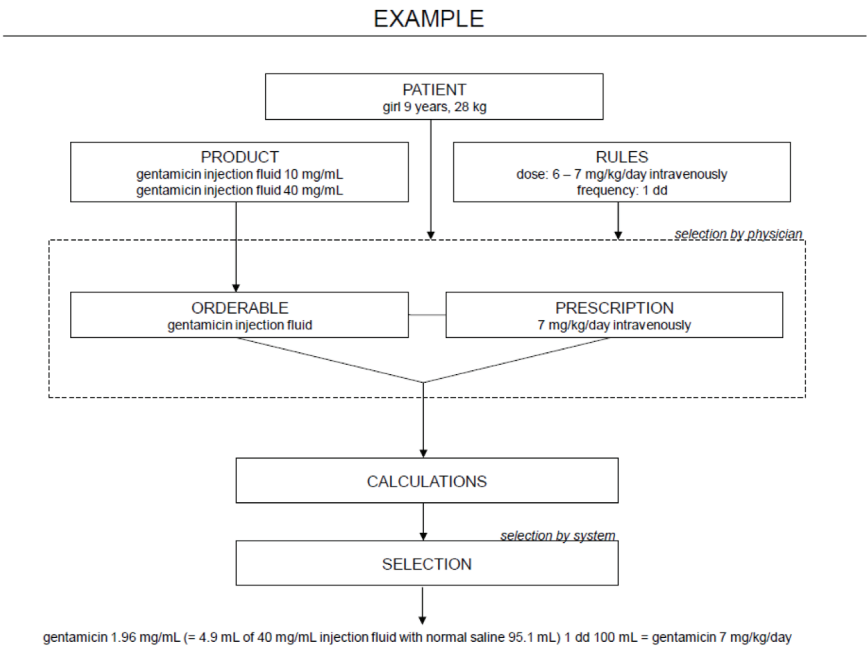 EXAMPLE
PATIENT
girl 9 years, 28 kg
PRODUCT
gentamicin injection fluid 10 mg/mL
gentamicin injection fluid 40 mg/mL
RULES
dose: 6 – 7 mg/kg/day intravenously
frequency: 1 dd
selection by physician
ORDERABLE
gentamicin injection fluid
PRESCRIPTION
7 mg/kg/day intravenously
CALCULATIONS
selection by system
SELECTION
gentamicin 1.96 mg/mL (= 4.9 mL of 40 mg/mL injection fluid with normal saline 95.1 mL) 1 dd 100 mL = gentamicin 7 mg/kg/day